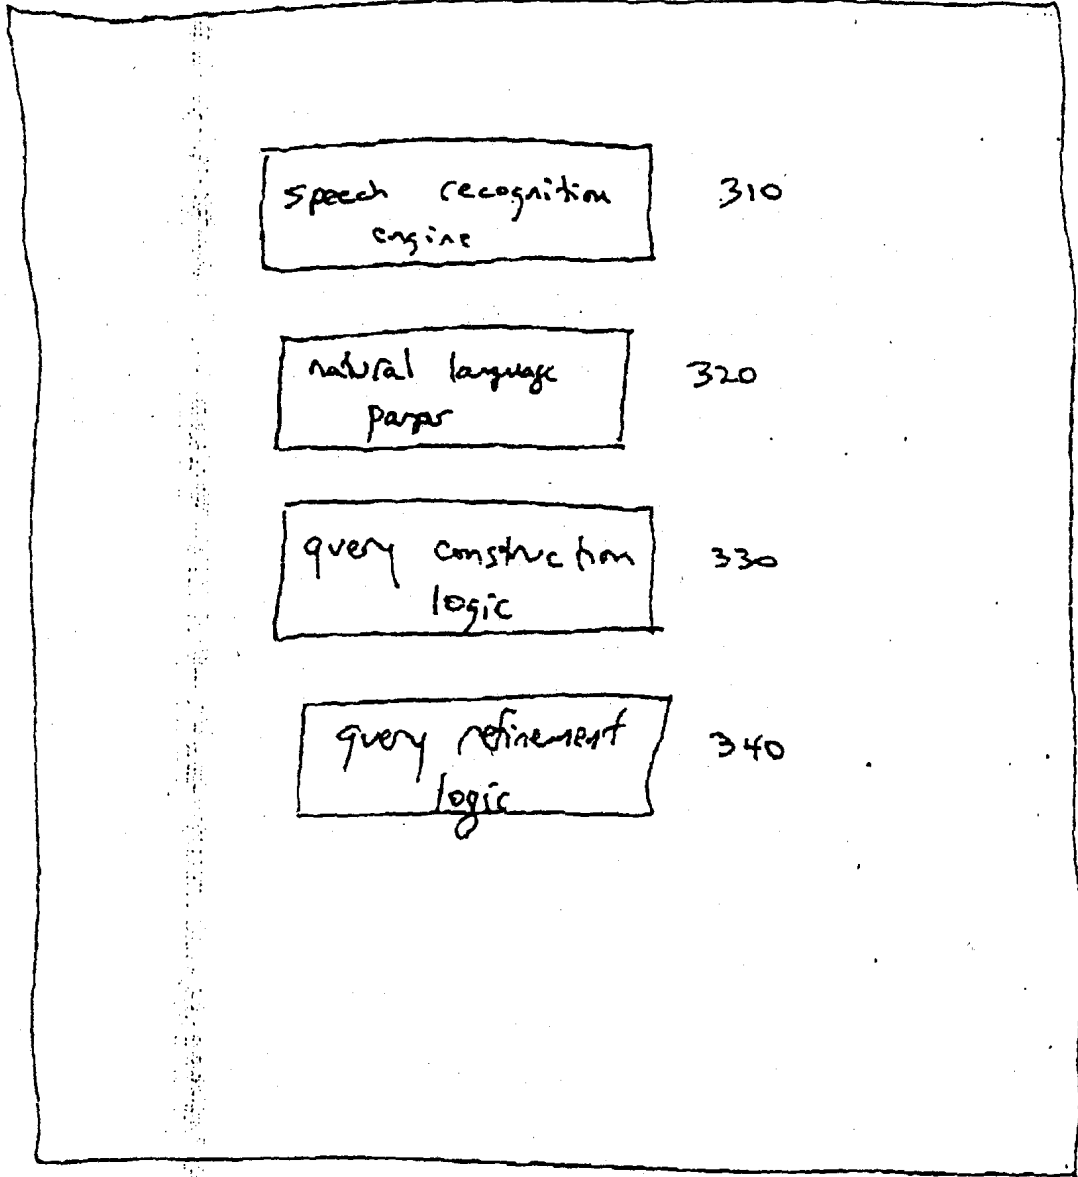 speech recognition 310
engine
natural language 320
parser
query construction 330
logic
query refinement 340
logic